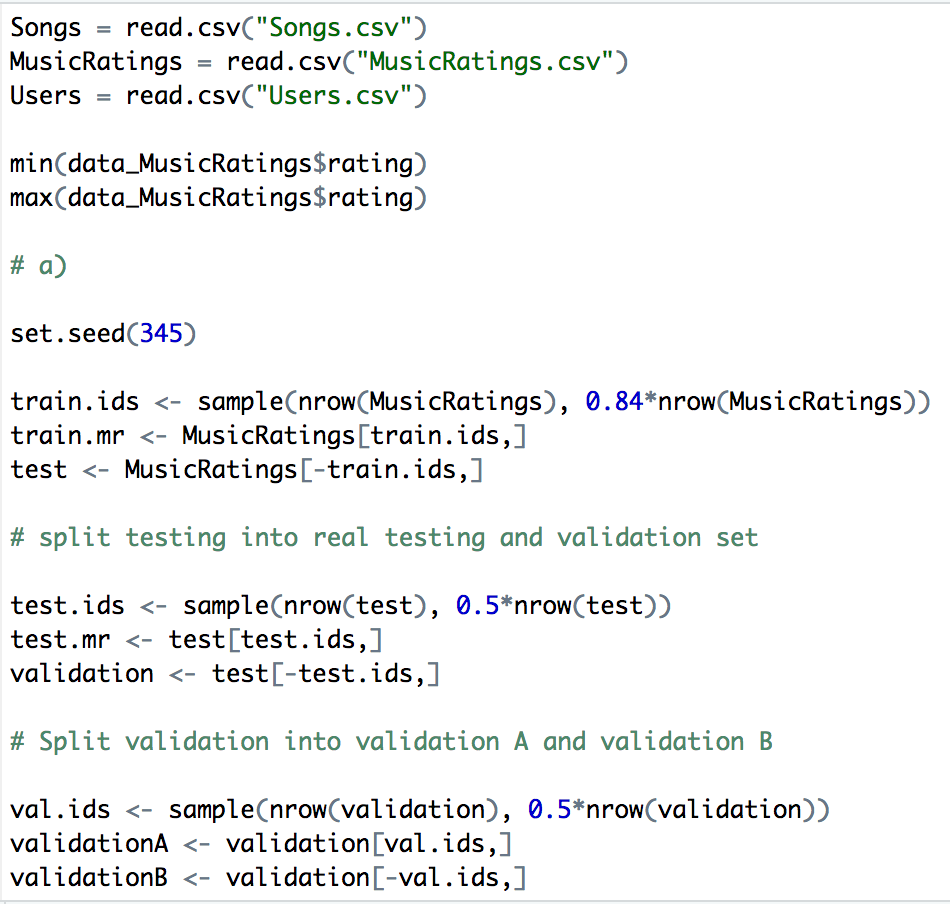 Songs = read.csv("Songs.csv")
MusicRatings = read.csv("MusicRatings.csv")
Users = read.csv("Users.csv")
min(data_MusicRatings$rating)
max(data_MusicRatings$rating)
# a)
set.seed(345)
train.ids <- sample(nrow(MusicRatings), 0.84*nrow(MusicRatings))
train.mr <- MusicRatings[train.ids,]
test <- MusicRatings[-train.ids,]
# split testing into real testing and validation set
test.ids <- sample(nrow(test), 0.5*nrow(test))
test.mr <- test[test.ids,]
validation <- test[-test.ids,]
# Split validation into validation A and validation B
val.ids <- sample(nrow(validation), 0.5*nrow(validation))
validationA <- validation[val.ids,]
validationB <- validation[-val.ids,]